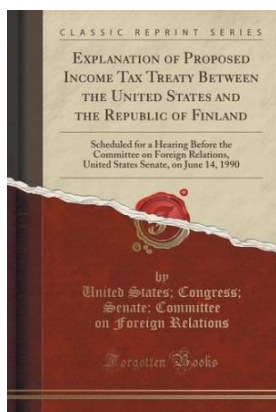 CLASSIC REPRINT SERIES
EXPLANATION OF PROPOSED
INCOME TAX TREATY BETWEEN
THE UNITED STATES AND
THE REPUBLIC OF FINLAND
Scheduled for a Hearing Before the
Committee on Foreign Relations,
United States Senate, on June 14, 1990
by
United States; Congress;
Senate; Committee
on Foreign Relations
Forgotten Books